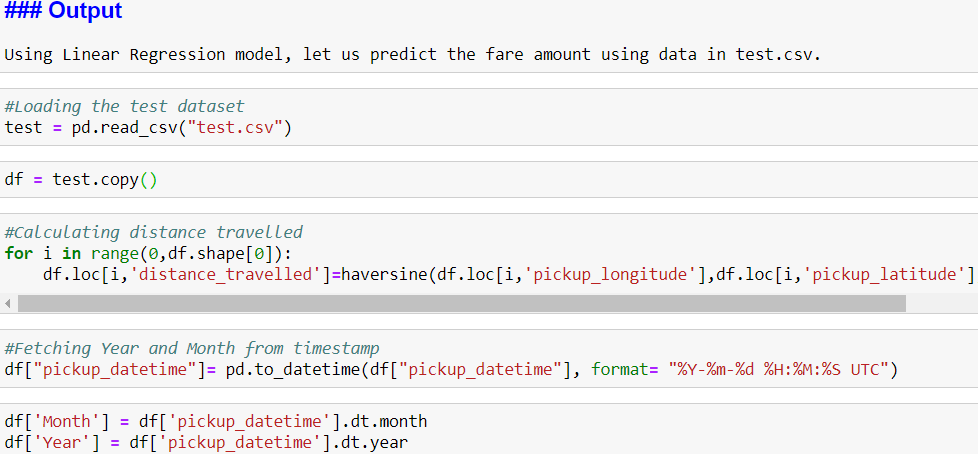 ### Output
Using Linear Regression model, let us predict the fare amount using data in test.csv.
#Loading the test dataset
test = pd.read_csv("test.csv")
df = test.copy()
#Calculating distance travelled
for i in range(0,df.shape[0]):
    df.loc[i,'distance_travelled']=haversine(df.loc[i,'pickup_longitude'],df.loc[i,'pickup_latitude']
#Fetching Year and Month from timestamp
df["pickup_datetime"]= pd.to_datetime(df["pickup_datetime"], format= "%Y-%m-%d %H:%M:%S UTC")
df['Month'] = df['pickup_datetime'].dt.month
df['Year'] = df['pickup_datetime'].dt.year